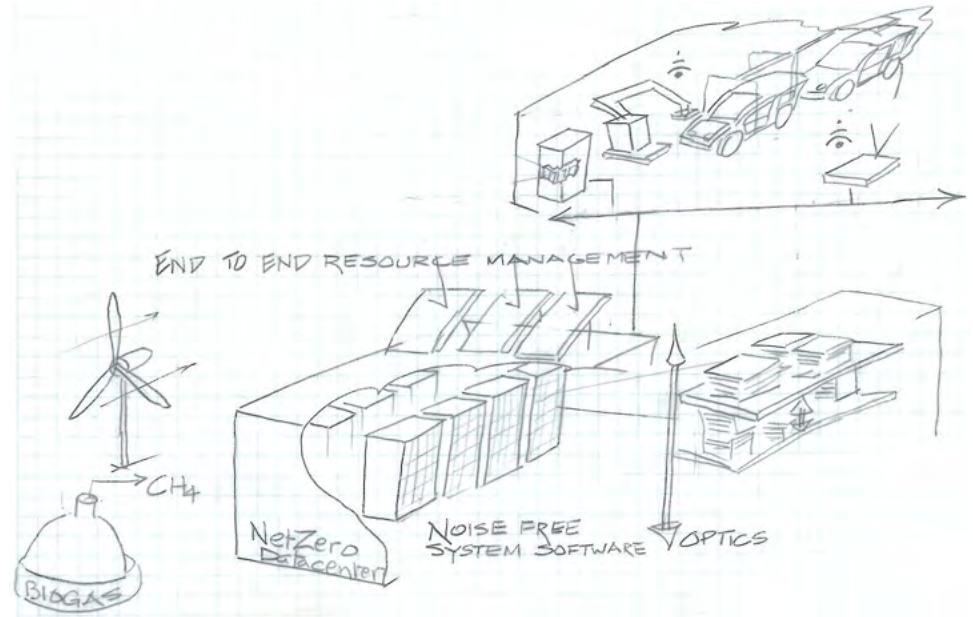 END TO END RESOURCE MANAGEMENT
CH4
BIOGAS
NetZero
Datacenter
NOISE FREE
SYSTEM SOFTWARE
OPTICS